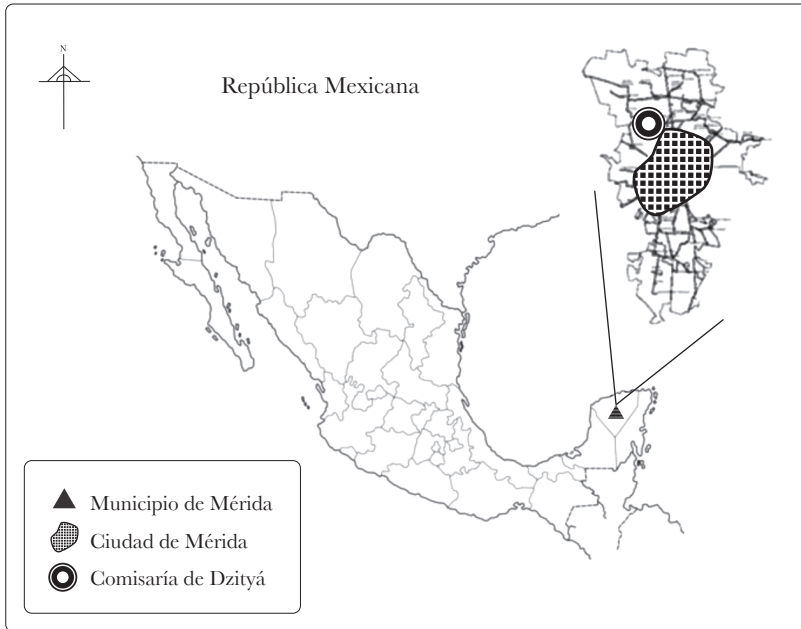 N
República Mexicana
Municipio de Mérida
Ciudad de Mérida
Comisaría de Dzityá